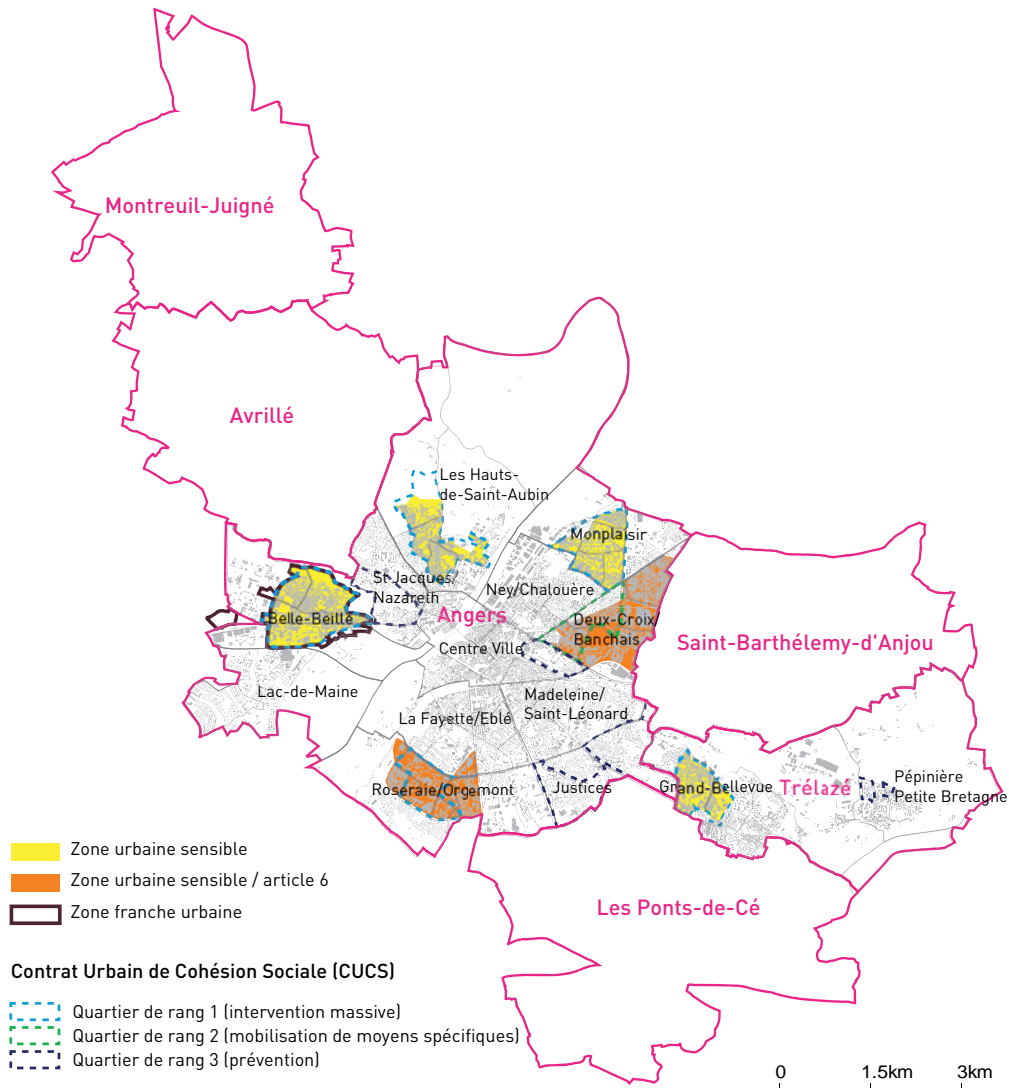 Montreuil-Juigné
Avrillé
Les Hauts-
de-Saint-Aubin
Monplaisir
St Jacques/
Nazareth
Ney/Chalouère
Belle-Beille
Angers
Deux-Croix
Banchais
Centre Ville
Saint-Barthélemy-d'Anjou
Lac-de-Maine
Madeleine/
Saint-Léonard
La Fayette/Eblé
Roseraie/Orgemont
Justices
Grand-Bellevue
Trélazé
Pépinière
Petite Bretagne
Les Ponts-de-Cé
Zone urbaine sensible
Zone urbaine sensible / article 6
Zone franche urbaine
Contrat Urbain de Cohésion Sociale (CUCS)
Quartier de rang 1 (intervention massive)
Quartier de rang 2 (mobilisation de moyens spécifiques)
Quartier de rang 3 (prévention)
0 1.5km 3km